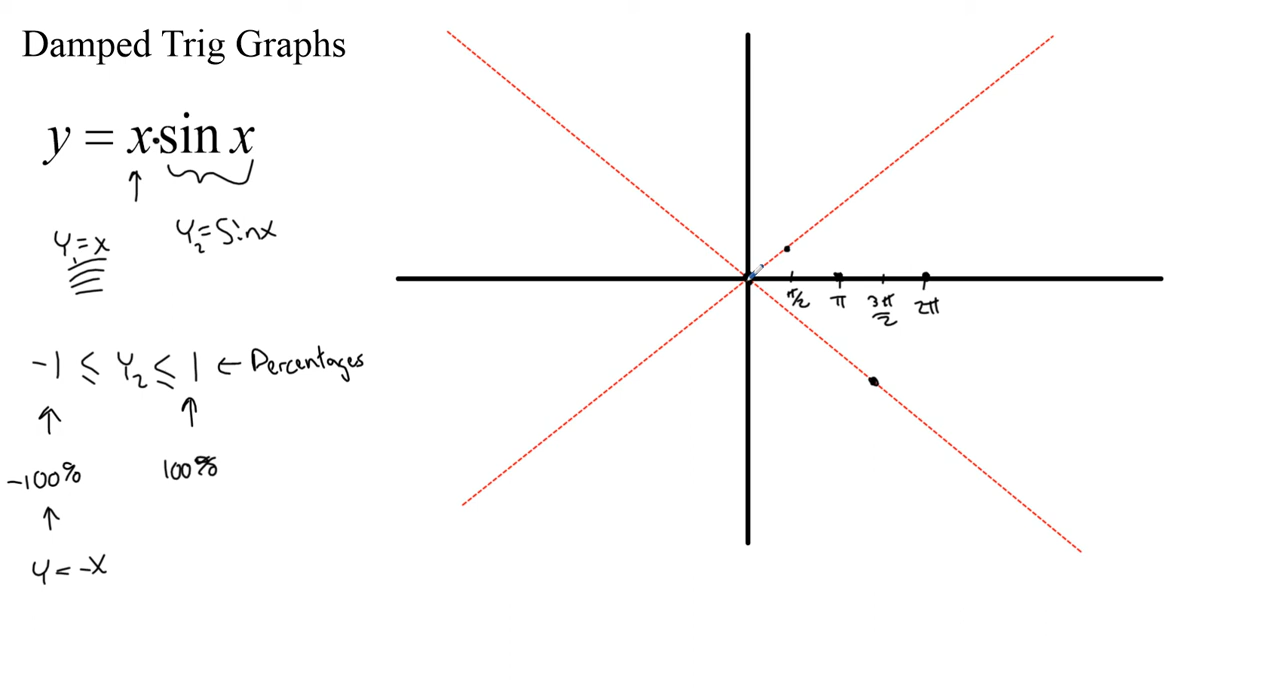 Damped Trig Graphs
y = x·sin x
Y₁=x
Y₂=Sinx
-1 ≤ Y₂ ≤ 1 ← Percentages
-100%
100%
Y=-X
π/2
π
3π/2
2π